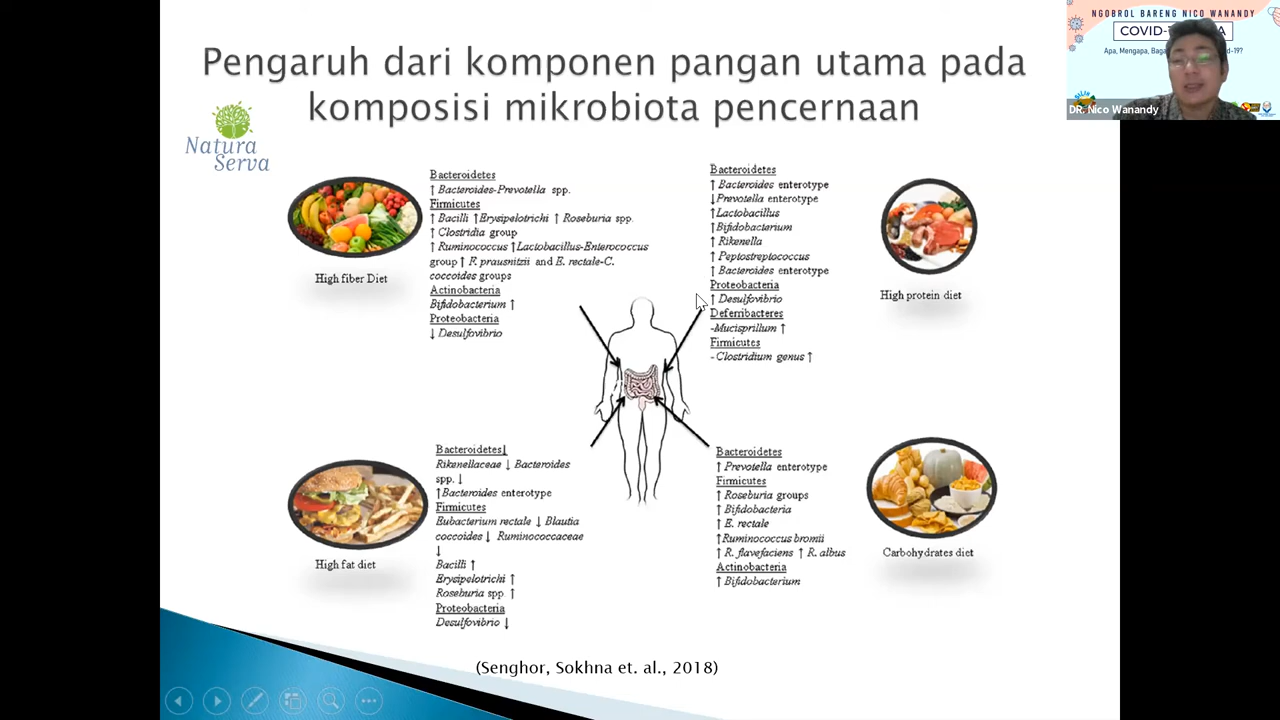 Pengaruh dari komponen pangan utama pada
komposisi mikrobiota pencernaan
Natura
Serva
High fiber Diet
Bacteroidetes
↑ Bacteroides-Prevotella spp.
Firmicutes
↑ Bacilli ↑Erysipelotrichi ↑ Roseburia spp.
↑ Clostridia group
↑ Ruminococcus ↑Lactobacillus-Enterococcus
group ↑ F. prausnitzii and E. rectale-C.
coccoides groups
Actinobacteria
Bifidobacterium ↑
Proteobacteria
↓ Desulfovibrio
Bacteroidetes
↑ Bacteroides enterotype
↓Prevotella enterotype
↑Lactobacillus
↑Bifidobacterium
↑ Rikenella
↑ Peptostreptococcus
↑ Bacteroides enterotype
Proteobacteria
↑ Desulfovibrio
Deferribacteres
-Mucisprillum ↑
Firmicutes
- Clostridium genus ↑
High protein diet
High fat diet
Bacteroidetes↓
Rikenellaceae ↓ Bacteroides
spp. ↓
↑Bacteroides enterotype
Firmicutes
Eubacterium rectale ↓ Blautia
coccoides ↓ Ruminococcaceae
↓
Bacilli ↑
Erysipelotrichi ↑
Roseburia spp. ↑
Proteobacteria
Desulfovibrio ↓
Bacteroidetes
↑ Prevotella enterotype
Firmicutes
↑ Roseburia groups
↑ Bifidobacteria
↑ E. rectale
↑Ruminococcus bromii
↑ R. flavefaciens ↑ R. albus
Actinobacteria
↑ Bifidobacterium
Carbohydrates diet
(Senghor, Sokhna et. al., 2018)
NGOBROL BARENG NICO WANANDY
Apa, Mengapa,
DR. Nico Wanandy